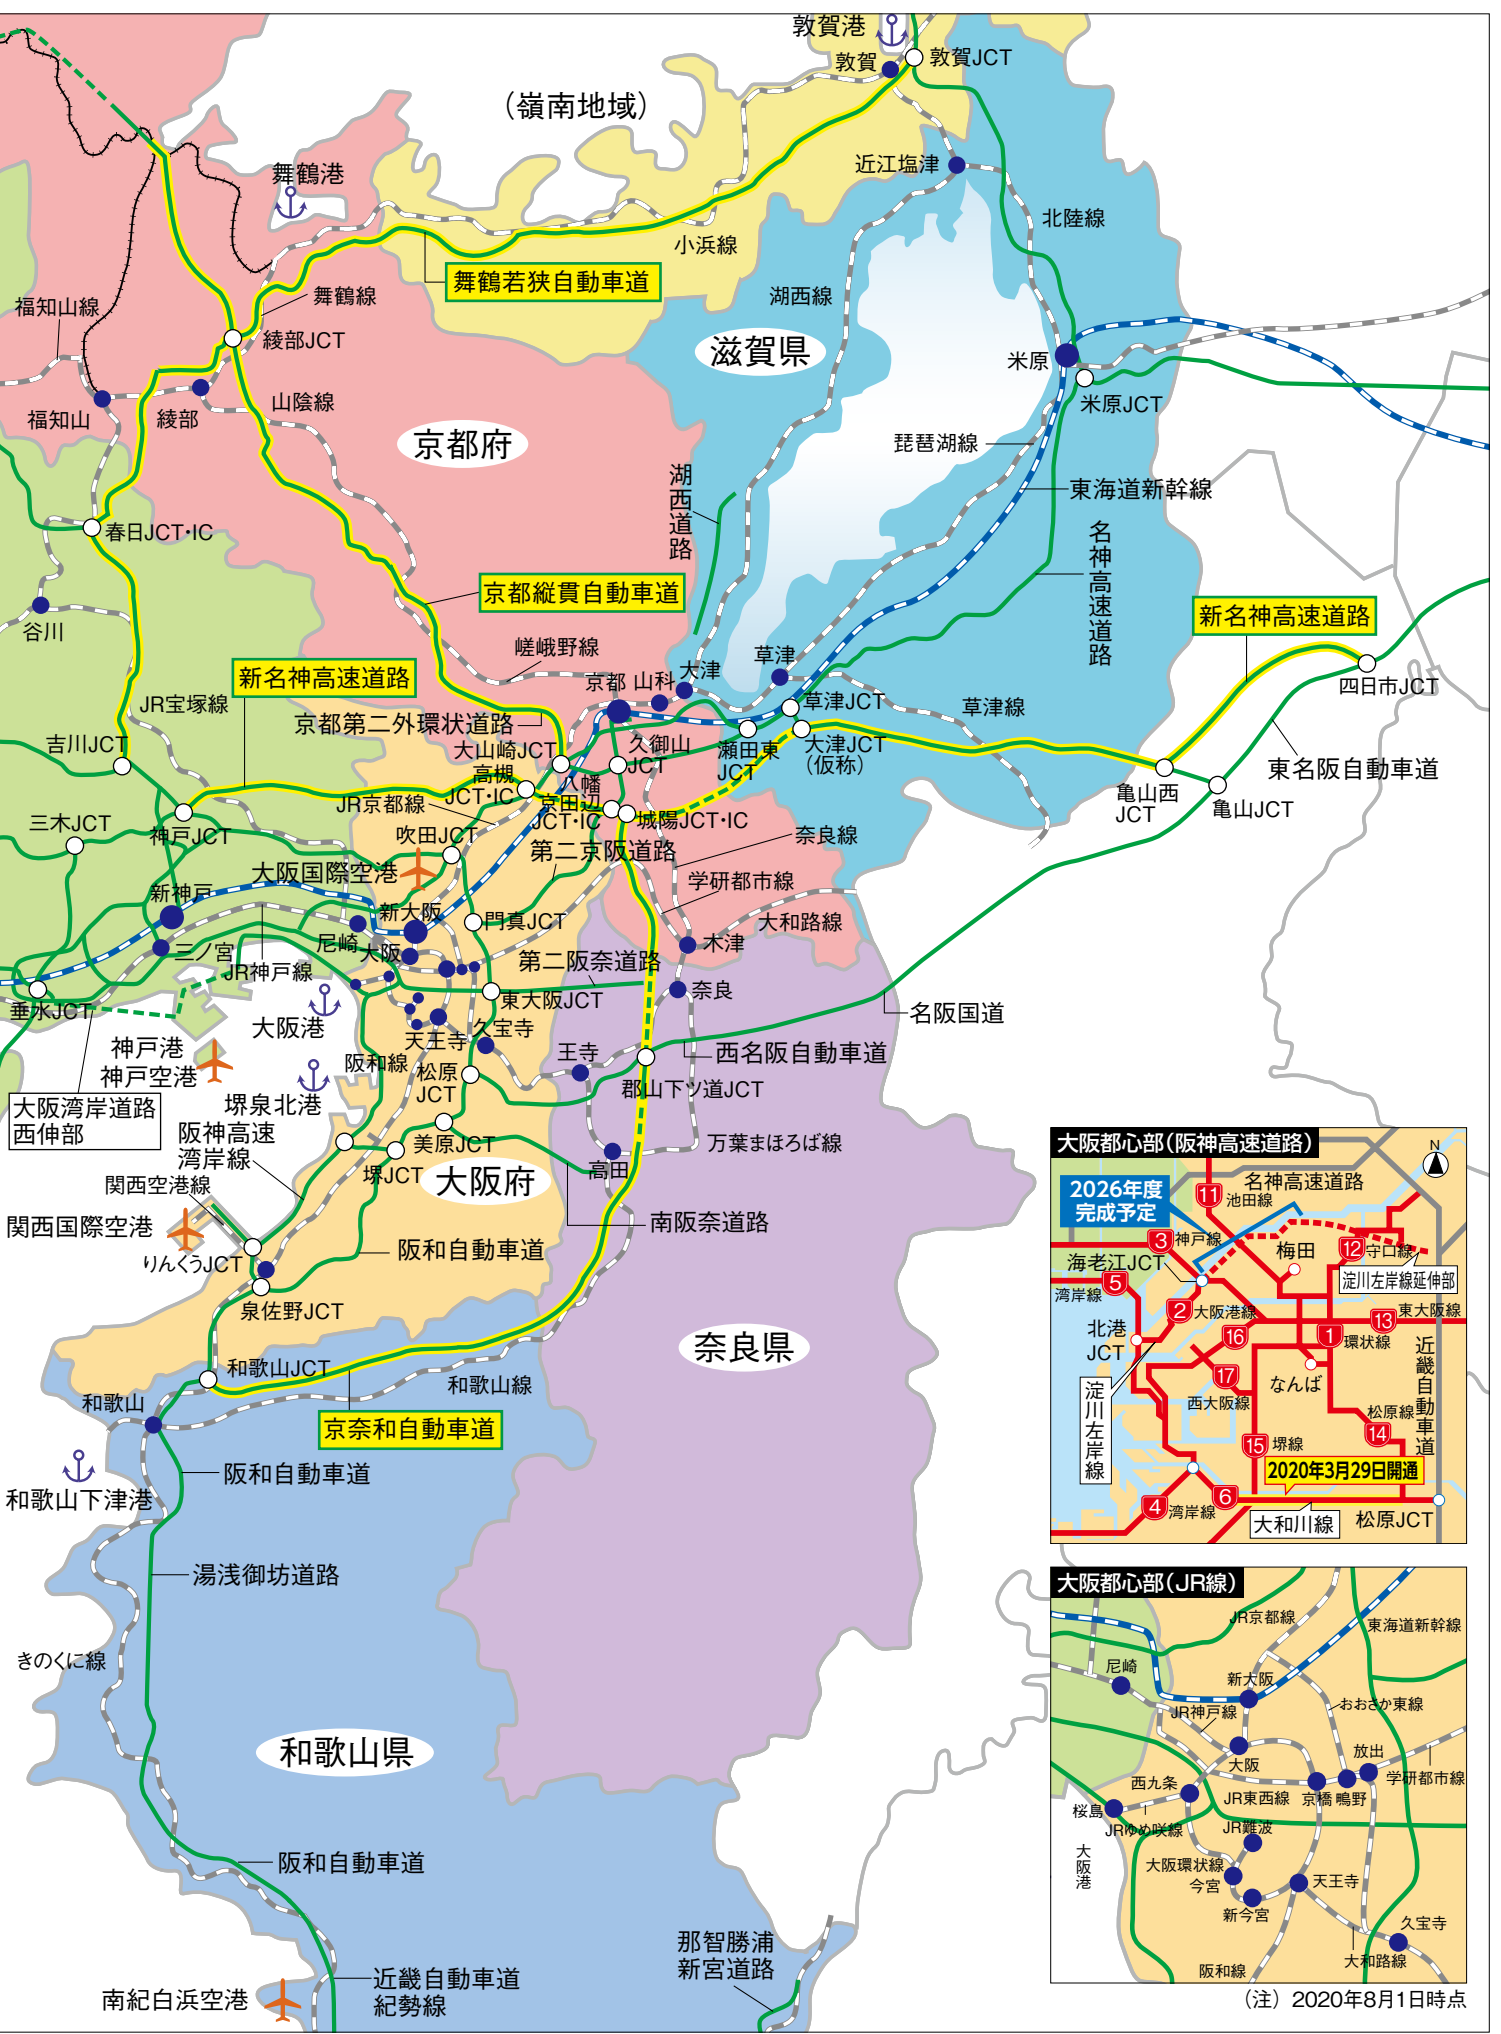 敦賀港
敦賀
敦賀JCT
（嶺南地域）
近江塩津
舞鶴港
北陸線
小浜線
舞鶴若狭自動車道
湖西線
舞鶴線
福知山線
綾部JCT
滋賀県
米原
米原JCT
山陰線
福知山
綾部
京都府
琵琶湖線
湖西道路
東海道新幹線
名神高速道路
春日JCT・IC
京都縦貫自動車道
新名神高速道路
谷川
嵯峨野線
草津
大津
山科
京都
新名神高速道路
四日市JCT
JR宝塚線
京都第二外環状道路
草津JCT
草津線
吉川JCT
大山崎JCT
久御山
JCT
瀬田東
JCT
大津JCT
（仮称）
東名阪自動車道
高槻
JCT・IC
八幡
京田辺
JCT・IC
亀山西
JCT
亀山JCT
JR京都線
三木JCT
神戸JCT
吹田JCT
城陽JCT・IC
奈良線
大阪国際空港
第二京阪道路
学研都市線
新神戸
新大阪
門真JCT
大和路線
三ノ宮
尼崎
大阪
木津
JR神戸線
第二阪奈道路
垂水JCT
東大阪JCT
奈良
名阪国道
大阪港
天王寺
久宝寺
神戸港
神戸空港
阪和線
松原
JCT
王寺
西名阪自動車道
大阪湾岸道路
西伸部
堺泉北港
郡山下ツ道JCT
阪神高速
湾岸線
美原JCT
万葉まほろば線
堺JCT
大阪府
高田
関西空港線
関西国際空港
南阪奈道路
りんくうJCT
阪和自動車道
泉佐野JCT
奈良県
和歌山JCT
和歌山線
和歌山
京奈和自動車道
阪和自動車道
和歌山下津港
湯浅御坊道路
きのくに線
和歌山県
阪和自動車道
近畿自動車道
紀勢線
南紀白浜空港
那智勝浦
新宮道路
大阪都心部（阪神高速道路）
N
2026年度
完成予定
11
池田線
名神高速道路
3
神戸線
梅田
12
守口線
海老江JCT
淀川左岸線延伸部
5
湾岸線
2
大阪港線
13
東大阪線
北港
JCT
16
1
環状線
近畿自動車道
17
なんば
西大阪線
淀川左岸線
松原線
14
15
堺線
2020年3月29日開通
4
湾岸線
6
大和川線
松原JCT
大阪都心部（JR線）
JR京都線
東海道新幹線
尼崎
新大阪
JR神戸線
おおさか東線
大阪
放出
西九条
学研都市線
桜島
JR東西線
京橋
鴫野
JRゆめ咲線
JR難波
大阪港
大阪環状線
今宮
天王寺
新今宮
久宝寺
大和路線
阪和線
（注）2020年8月1日時点